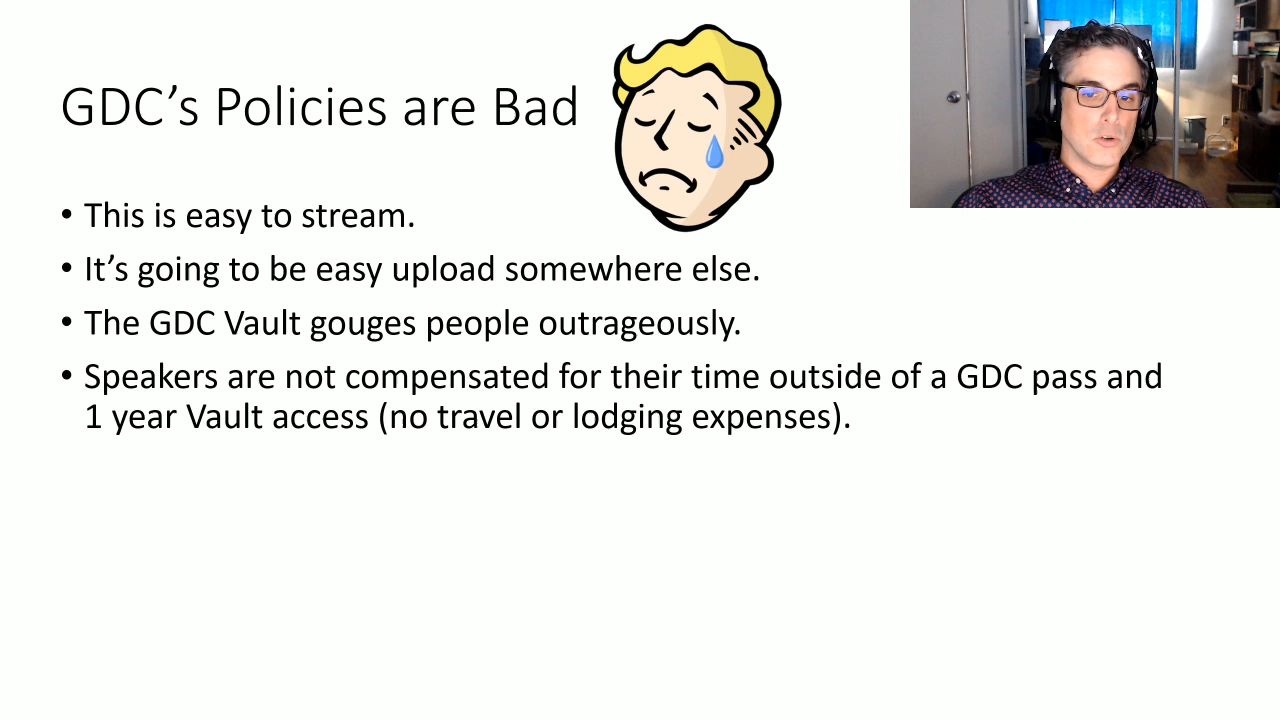 GDC’s Policies are Bad
• This is easy to stream.
• It’s going to be easy upload somewhere else.
• The GDC Vault gouges people outrageously.
• Speakers are not compensated for their time outside of a GDC pass and
1 year Vault access (no travel or lodging expenses).